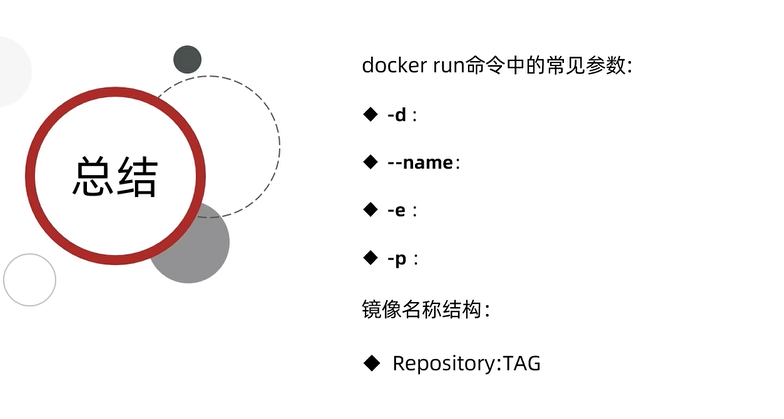 总结
docker run命令中的常见参数:
◆ -d：
◆ --name：
◆ -e：
◆ -p：
镜像名称结构：
◆ Repository:TAG